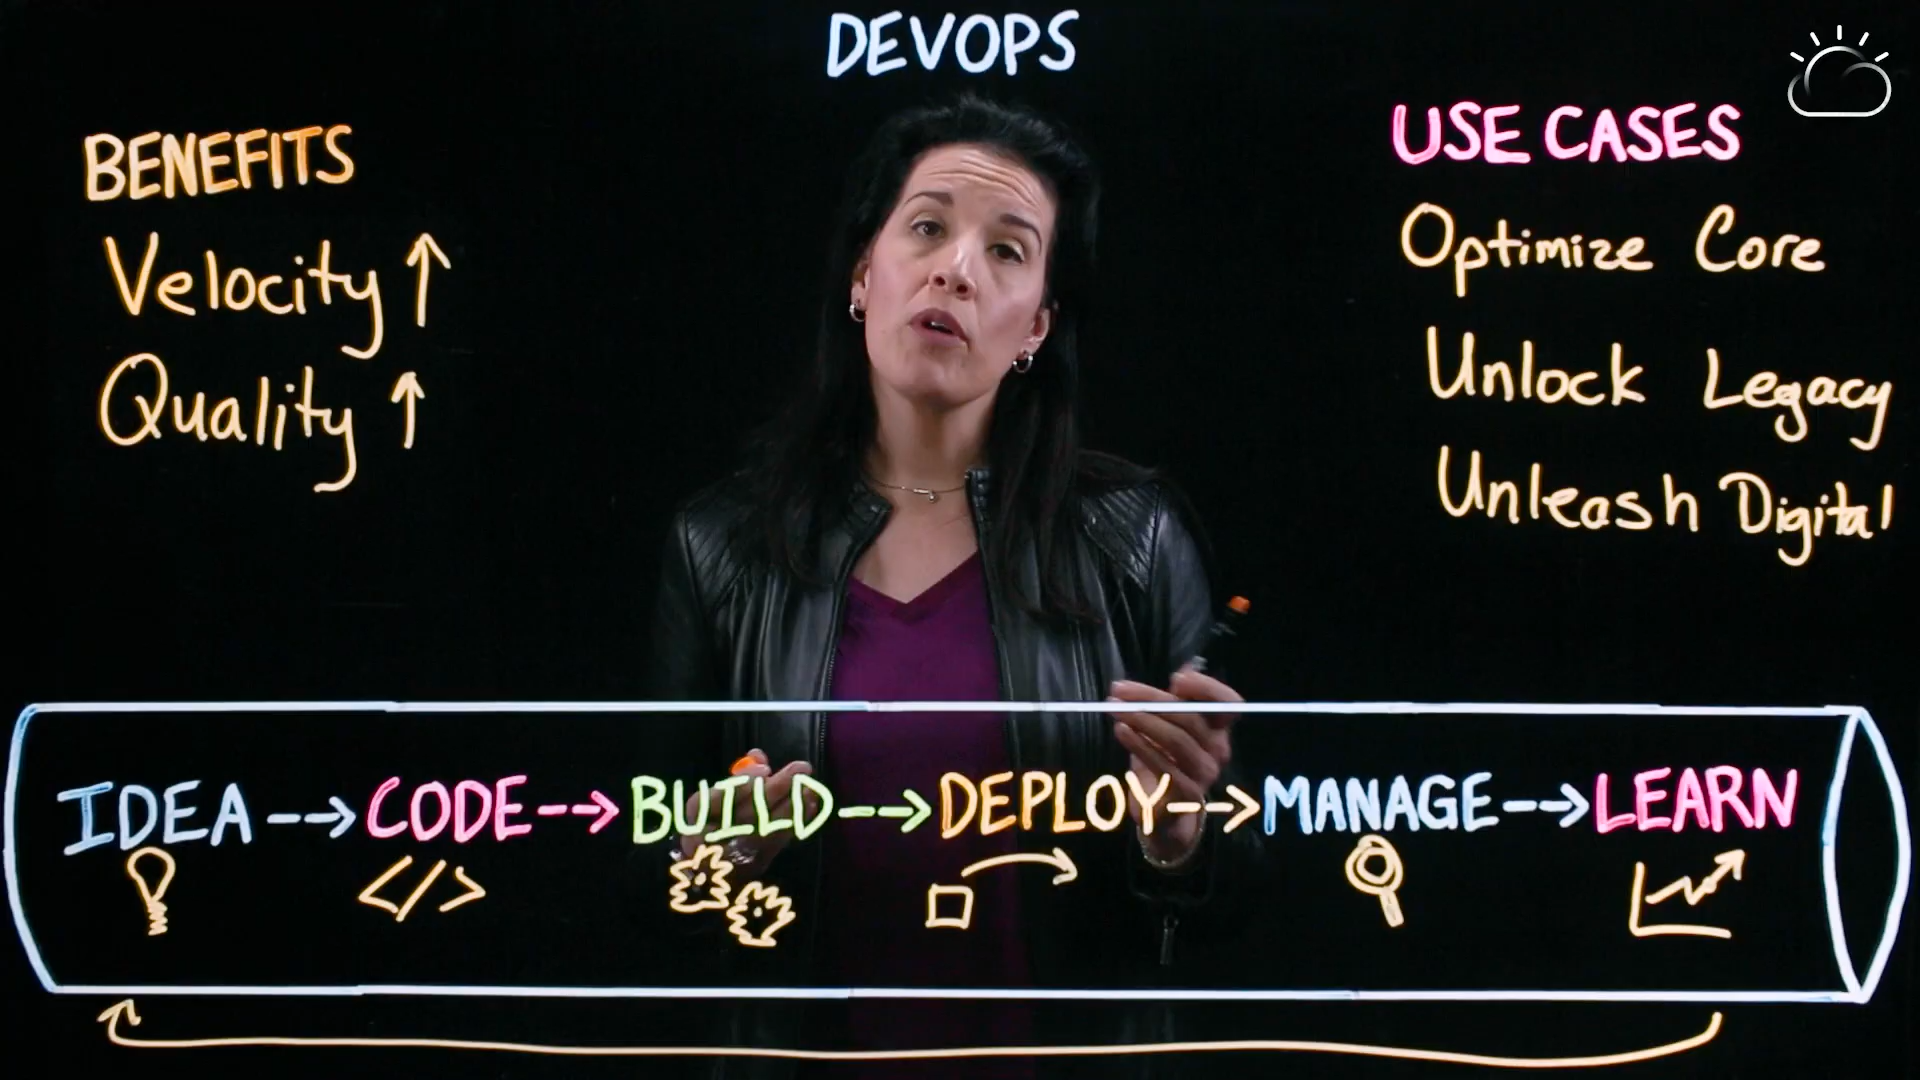 DEVOPS
BENEFITS
Velocity ↑
Quality ↑
USE CASES
Optimize Core
Unlock Legacy
Unleash Digital
IDEA --> CODE --> BUILD --> DEPLOY --> MANAGE --> LEARN
</>